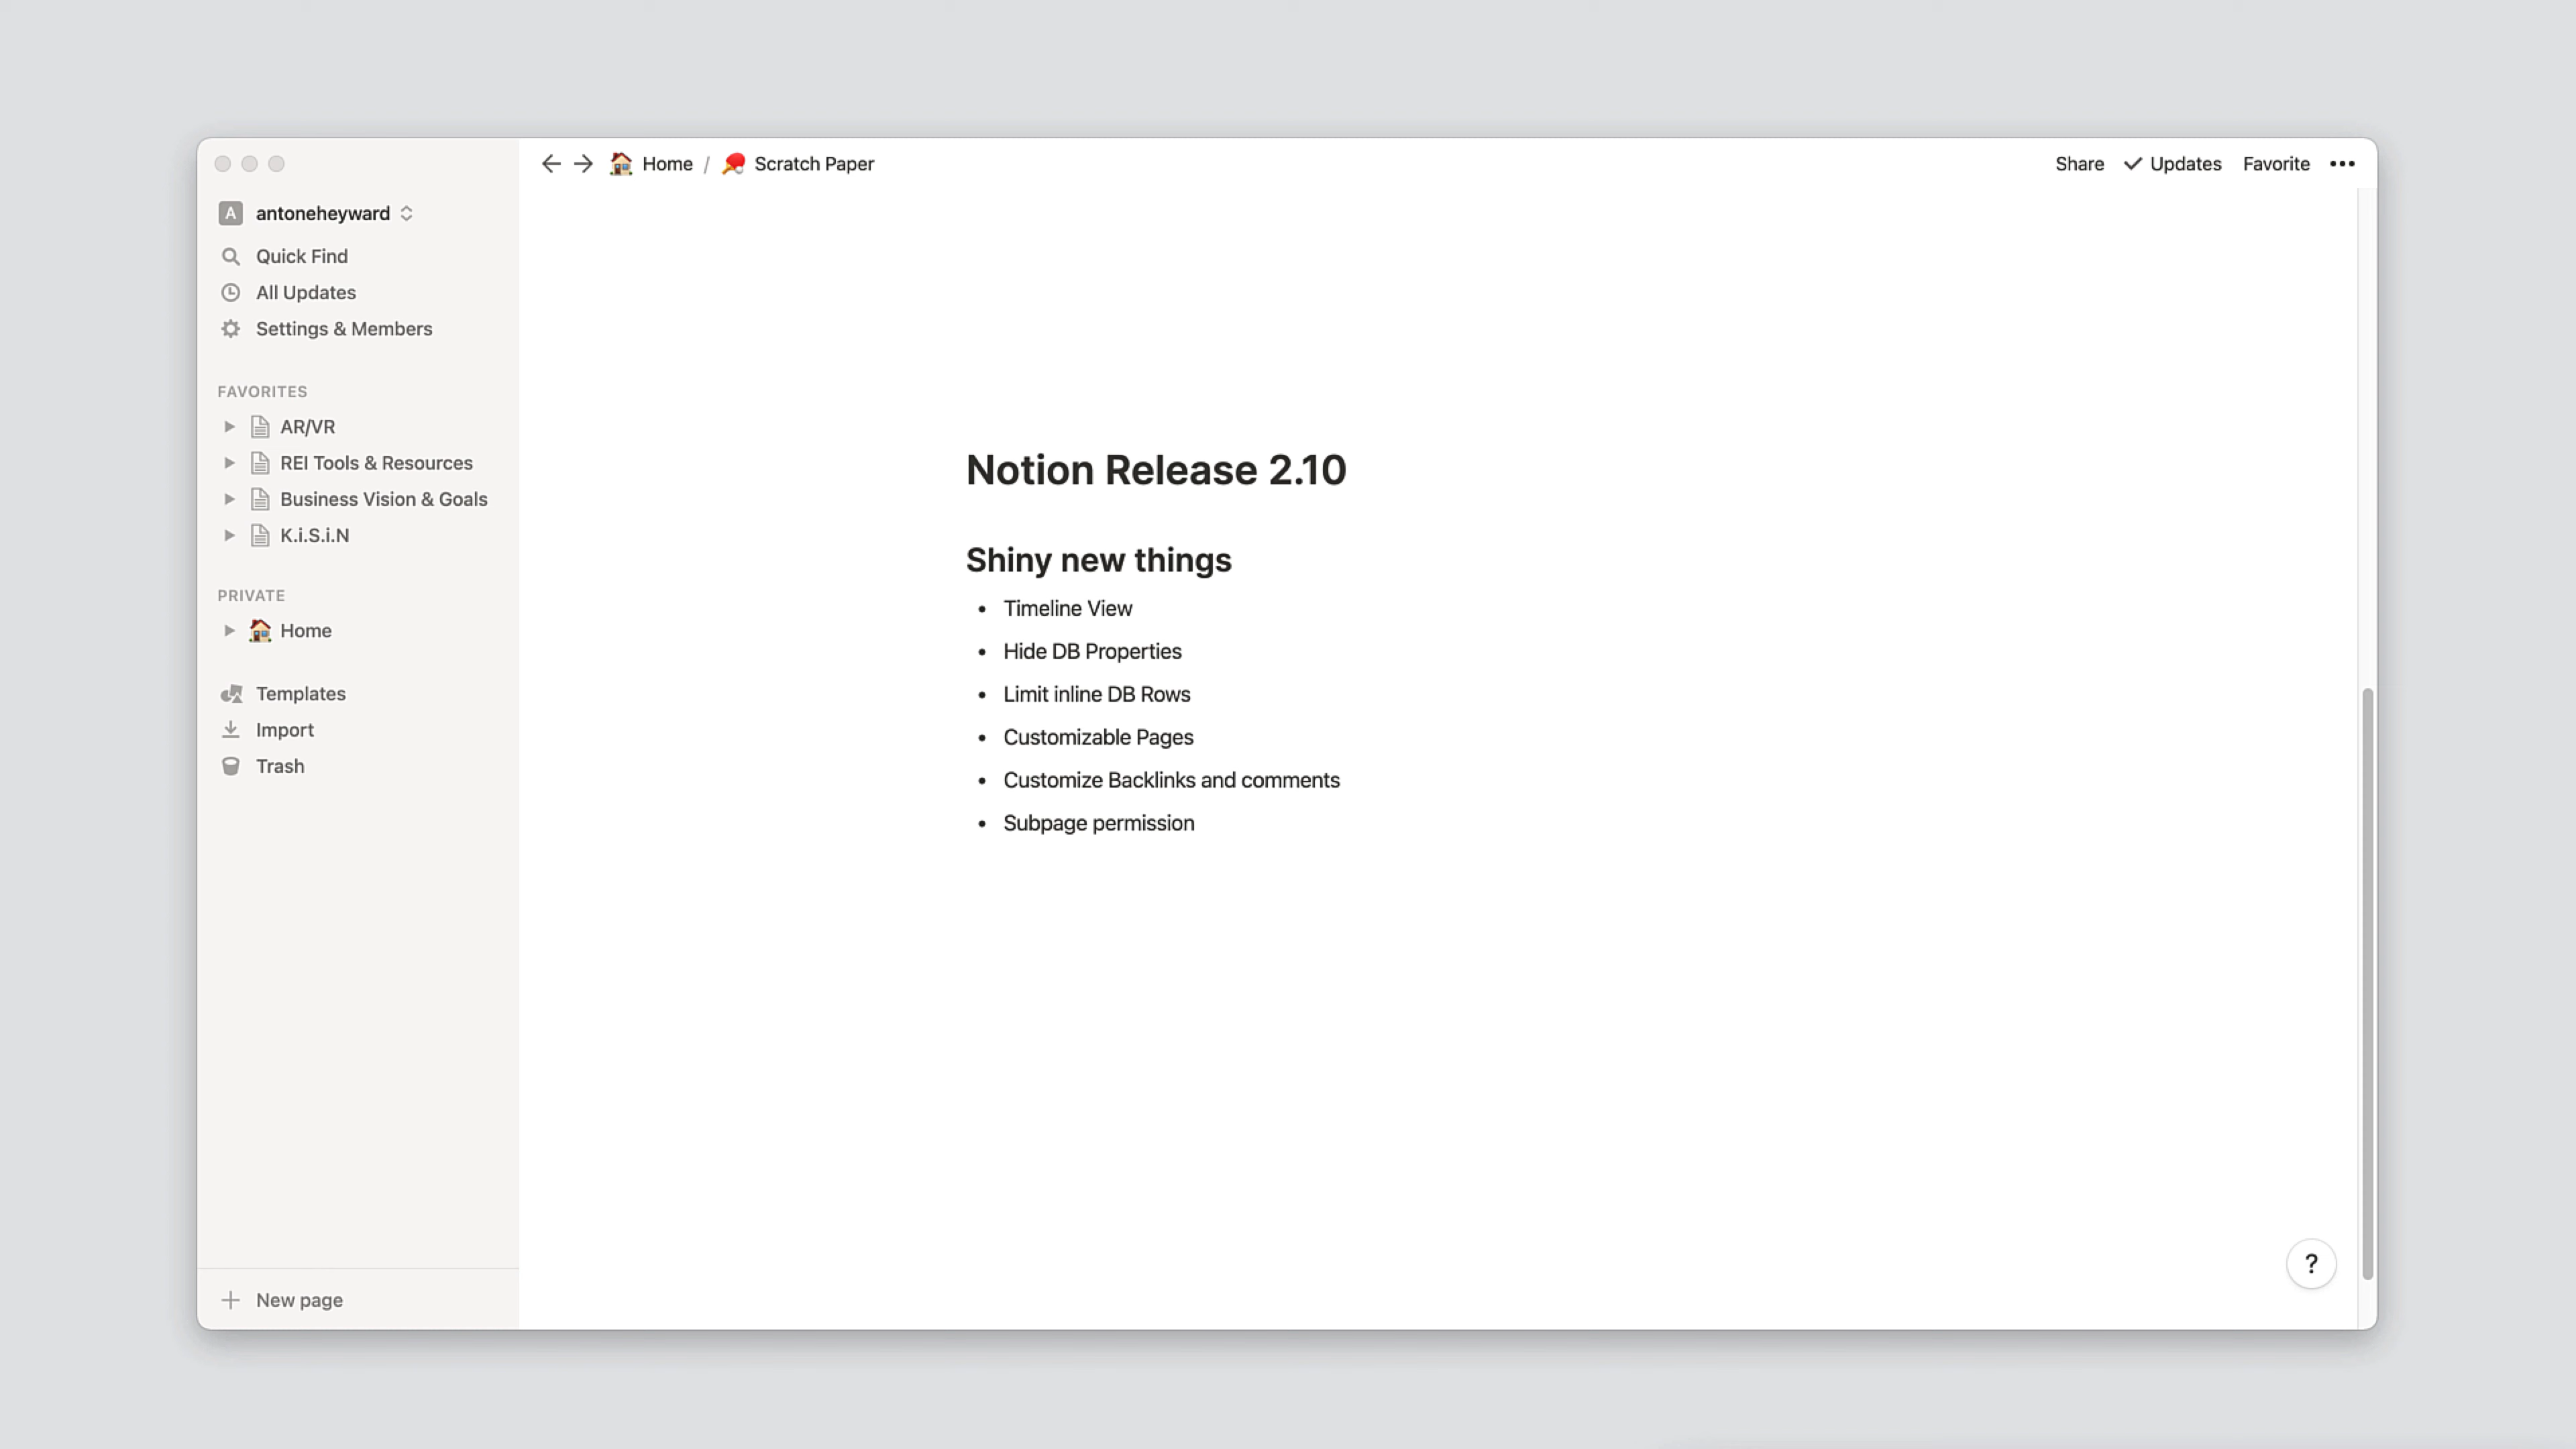 Home / Scratch Paper
Share Updates Favorite •••
A antoneheyward
Quick Find
All Updates
Settings & Members
FAVORITES
AR/VR
REI Tools & Resources
Business Vision & Goals
K.i.S.i.N
PRIVATE
Home
Templates
Import
Trash
New page
Notion Release 2.10
Shiny new things
• Timeline View
• Hide DB Properties
• Limit inline DB Rows
• Customizable Pages
• Customize Backlinks and comments
• Subpage permission
?